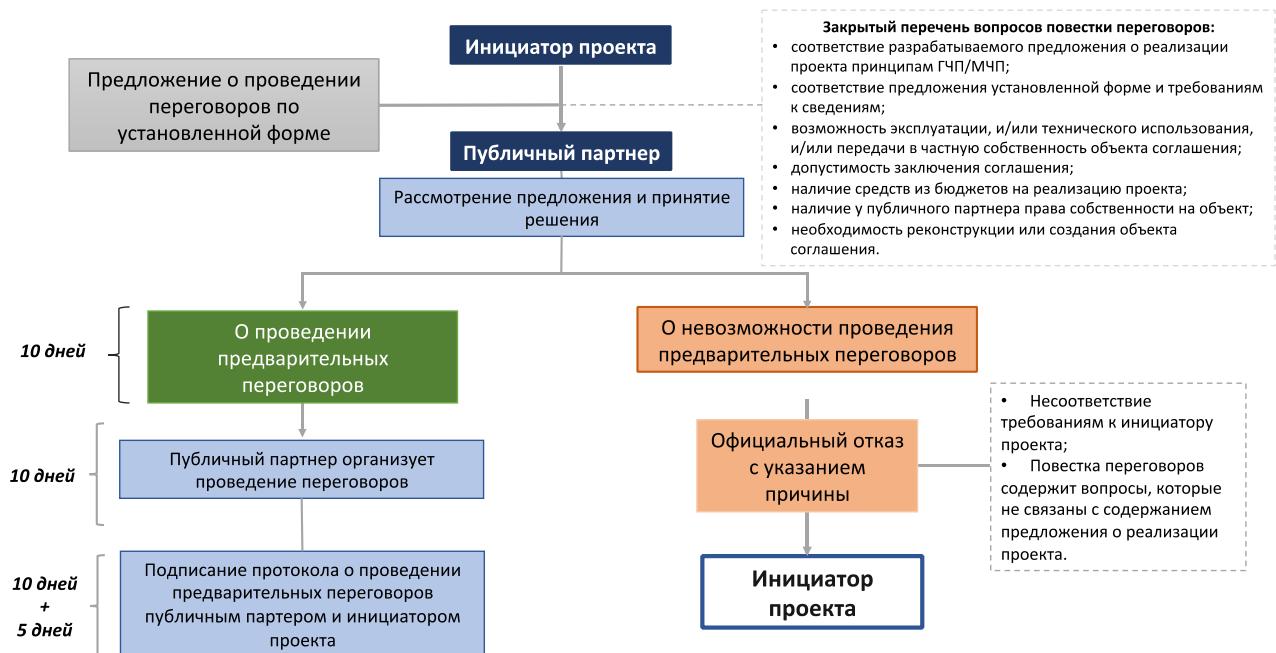 Инициатор проекта
Предложение о проведении
переговоров по
установленной форме
Закрытый перечень вопросов повестки переговоров:
• соответствие разрабатываемого предложения о реализации
проекта принципам ГЧП/МЧП;
• соответствие предложения установленной форме и требованиям
к сведениям;
• возможность эксплуатации, и/или технического использования,
и/или передачи в частную собственность объекта соглашения;
• допустимость заключения соглашения;
• наличие средств из бюджетов на реализацию проекта;
• наличие у публичного партнера права собственности на объект;
• необходимость реконструкции или создания объекта
соглашения.
Публичный партнер
Рассмотрение предложения и принятие
решения
10 дней
О проведении
предварительных
переговоров
О невозможности проведения
предварительных переговоров
10 дней
Публичный партнер организует
проведение переговоров
Официальный отказ
с указанием
причины
• Несоответствие
требованиям к инициатору
проекта;
• Повестка переговоров
содержит вопросы, которые
не связаны с содержанием
предложения о реализации
проекта.
10 дней
+
5 дней
Подписание протокола о проведении
предварительных переговоров
публичным партером и инициатором
проекта
Инициатор
проекта